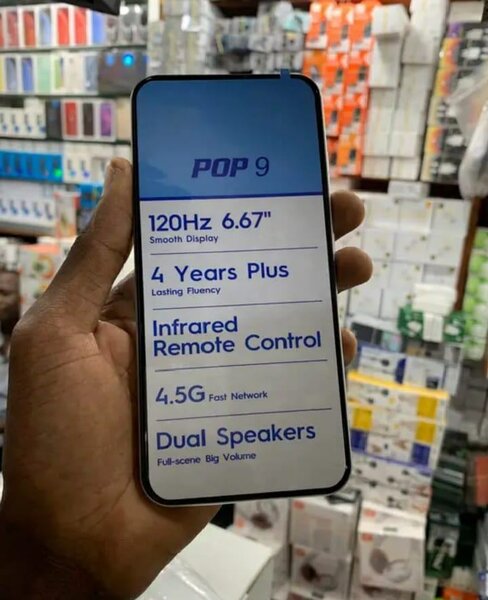 POP 9
120Hz 6.67"
Smooth Display
4 Years Plus
Lasting Fluency
Infrared
Remote Control
4.5G Fast Network
Dual Speakers
Full-scene Big Volume